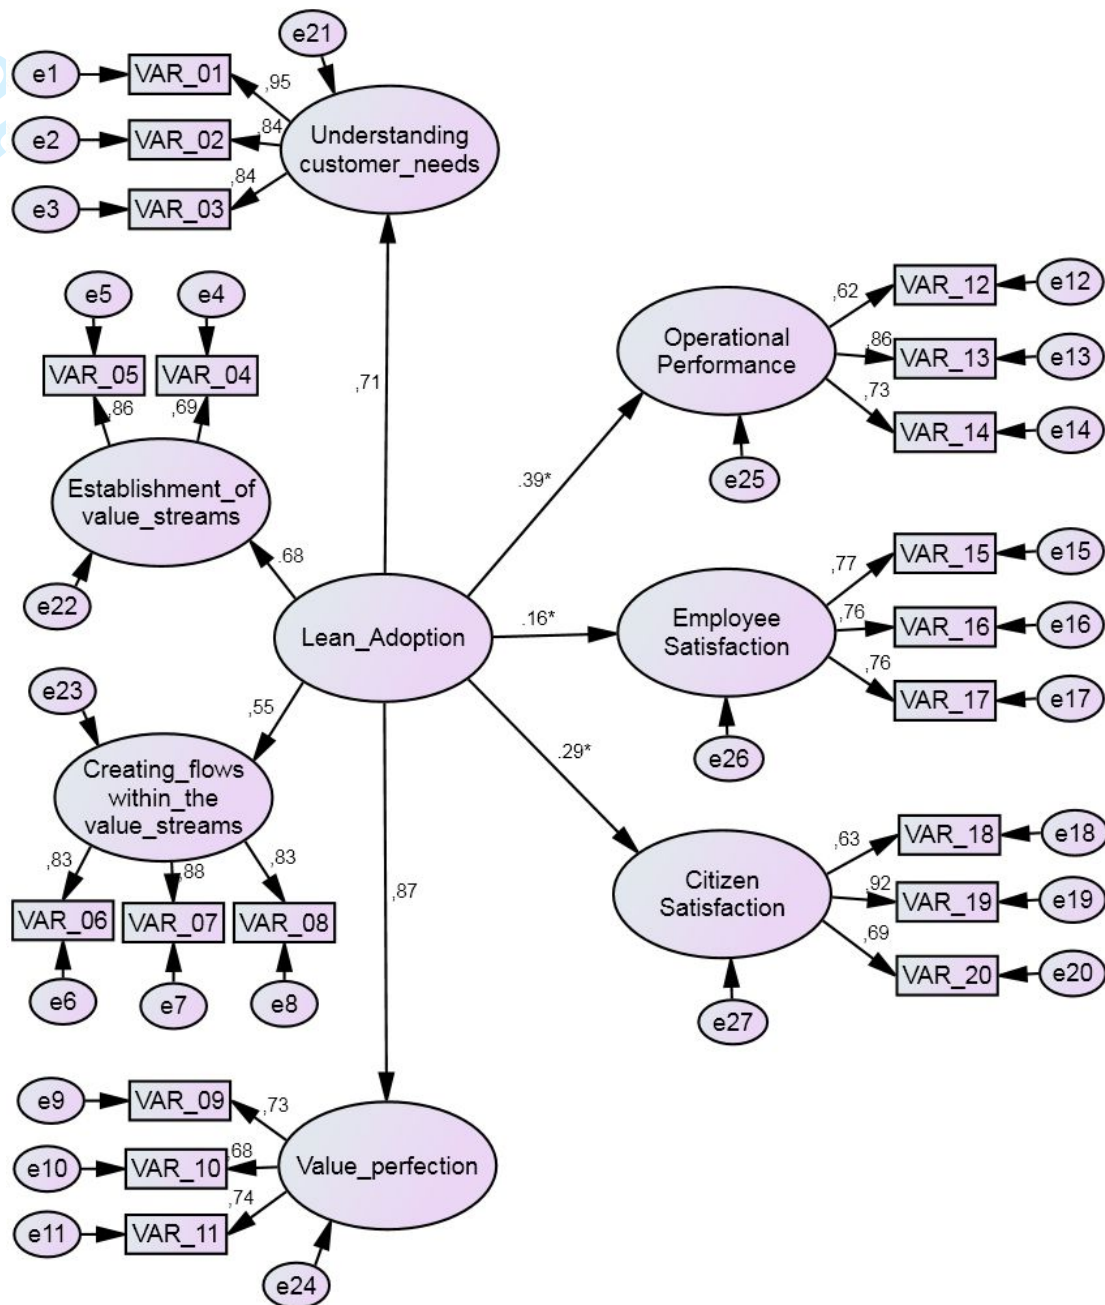 e21
e1
VAR_01
,95
Understanding
customer_needs
e2
VAR_02
,84
e3
VAR_03
,84
e5
e4
VAR_05
VAR_04
,86
,69
Establishment_of
value_streams
e22
.68
,71
Lean_Adoption
.39*
.16*
.29*
Operational
Performance
,62
VAR_12
e12
,86
VAR_13
e13
,73
VAR_14
e14
e25
Employee
Satisfaction
,77
VAR_15
e15
,76
VAR_16
e16
,76
VAR_17
e17
e26
e23
,55
Creating_flows
within_the
value_streams
,83
,88
,83
VAR_06
VAR_07
VAR_08
e6
e7
e8
,87
Citizen
Satisfaction
,63
VAR_18
e18
,92
VAR_19
e19
,69
VAR_20
e20
e27
e9
VAR_09
,73
e10
VAR_10
,68
Value_perfection
e11
VAR_11
,74
e24